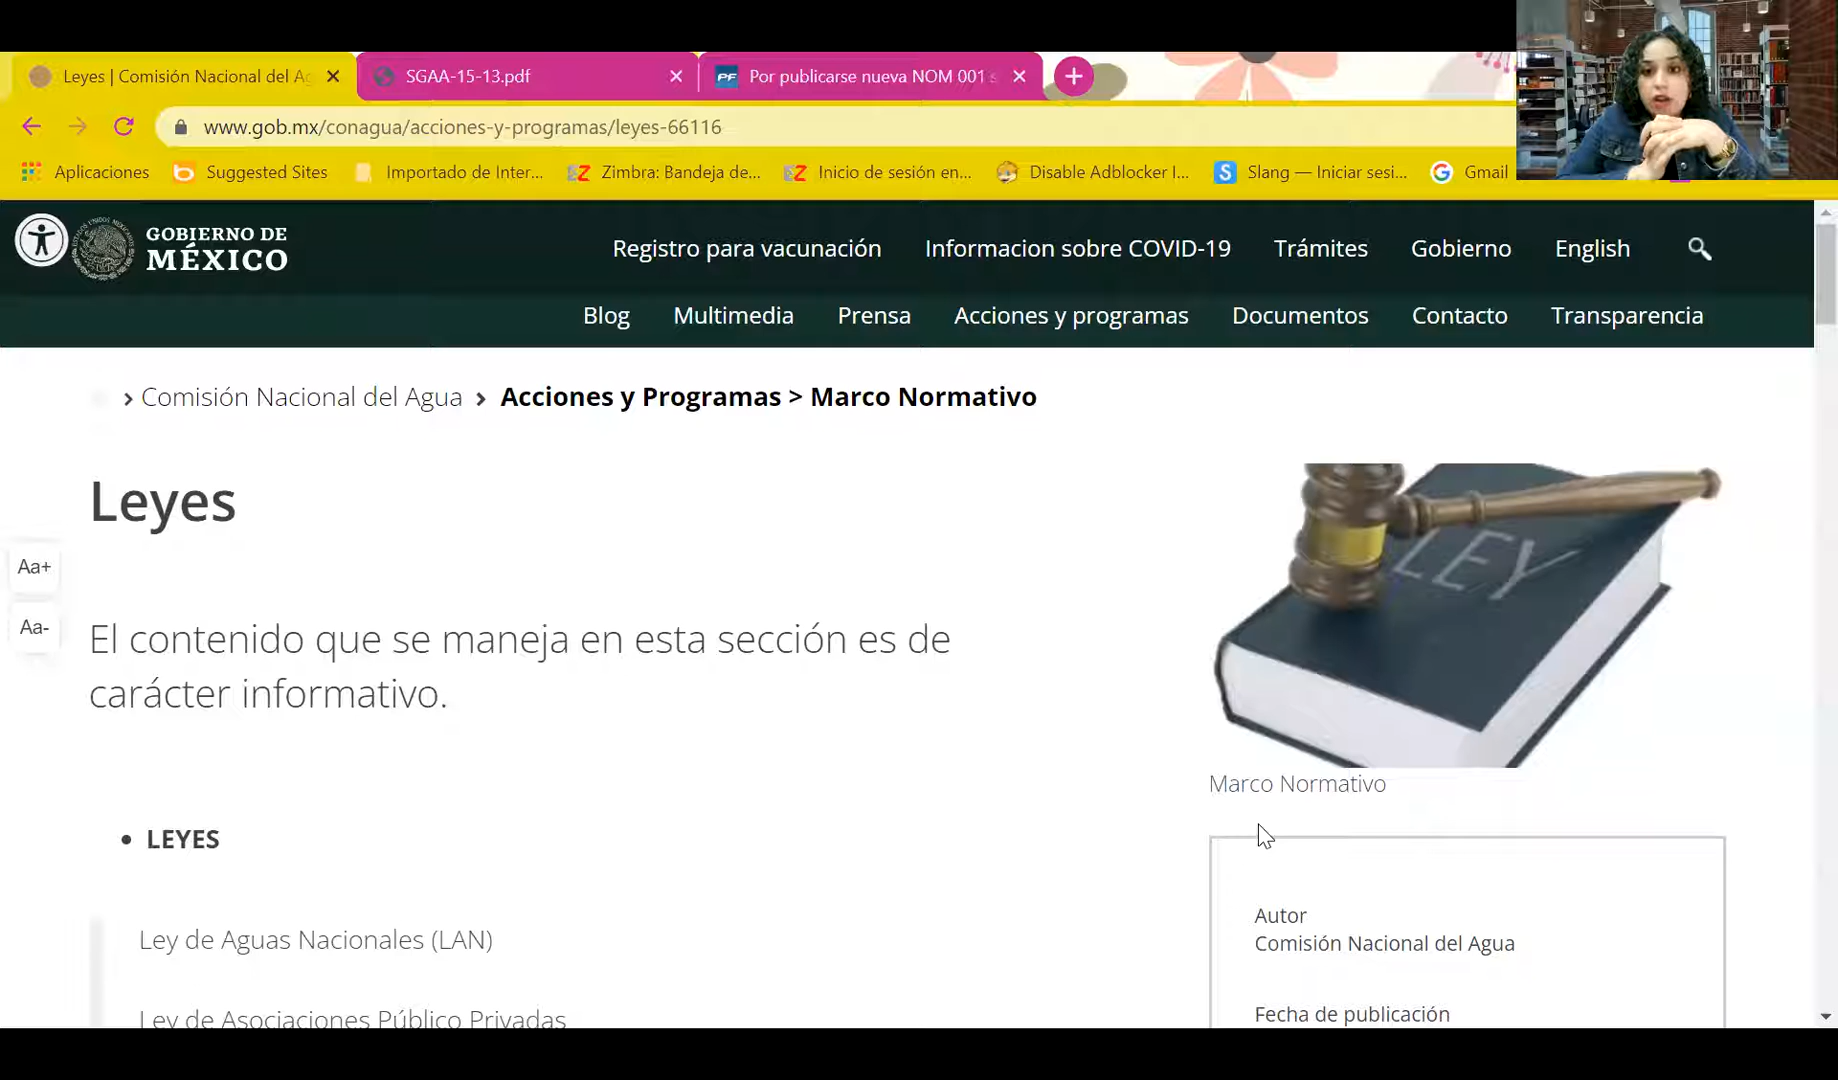 Leyes | Comisión Nacional del Ag
SGAA-15-13.pdf
PF
Por publicarse nueva NOM 001 s
www.gob.mx/conagua/acciones-y-programas/leyes-66116
Aplicaciones
Suggested Sites
Importado de Inter...
Zimbra: Bandeja de...
Inicio de sesión en...
Disable Adblocker I...
S
Slang — Iniciar sesi...
G
Gmail
GOBIERNO DE
MÉXICO
Registro para vacunación
Informacion sobre COVID-19
Trámites
Gobierno
English
Blog
Multimedia
Prensa
Acciones y programas
Documentos
Contacto
Transparencia
› Comisión Nacional del Agua › Acciones y Programas > Marco Normativo
Leyes
LEY
Aa+
Aa-
El contenido que se maneja en esta sección es de
carácter informativo.
Marco Normativo
• LEYES
Ley de Aguas Nacionales (LAN)
Ley de Asociaciones Público Privadas
Autor
Comisión Nacional del Agua
Fecha de publicación